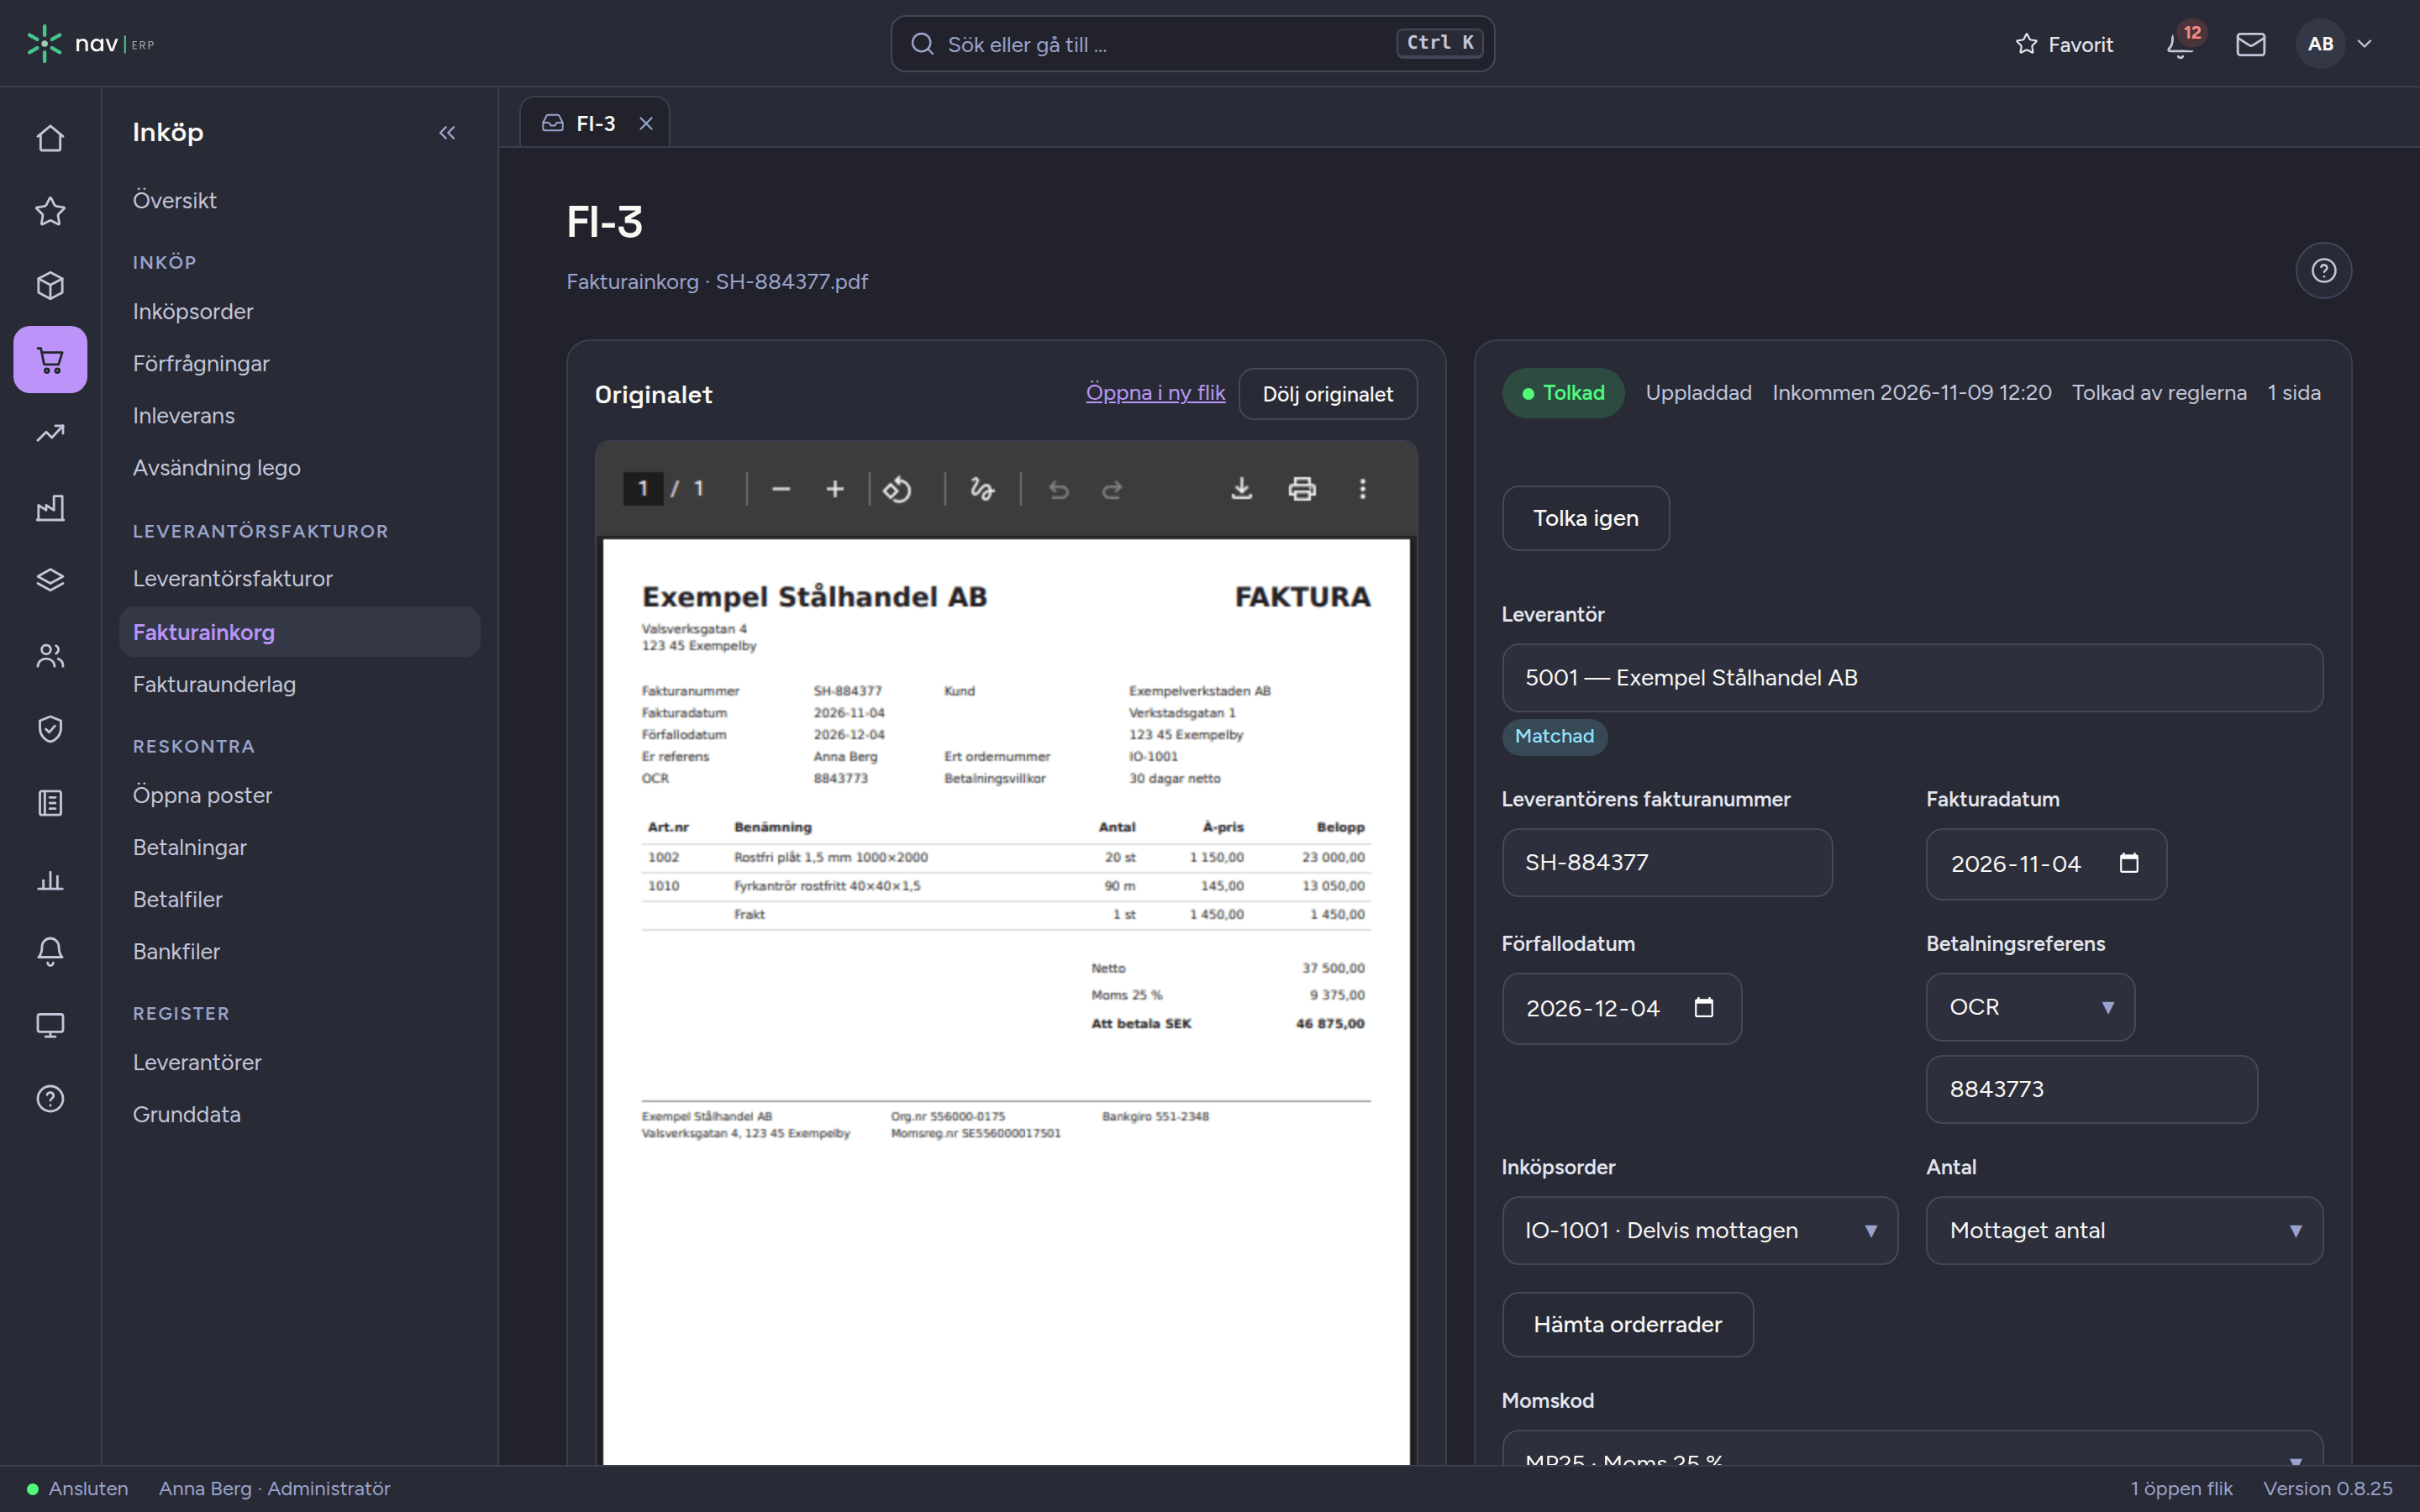 nav | ERP
Sök eller gå till ...
Ctrl K
Favorit
12
AB
Inköp
Översikt
INKÖP
Inköpsorder
Förfrågningar
Inleverans
Avsändning lego
LEVERANTÖRSFAKTUROR
Leverantörsfakturor
Fakturainkorg
Fakturaunderlag
RESKONTRA
Öppna poster
Betalningar
Betalfiler
Bankfiler
REGISTER
Leverantörer
Grunddata
FI-3
FI-3
Fakturainkorg · SH-884377.pdf
Originalet
Öppna i ny flik
Dölj originalet
1 / 1
Exempel Stålhandel AB FAKTURA
Valsverksgatan 4
123 45 Exempelby
Fakturanummer SH-884377 Kund Exempelverkstaden AB
Fakturadatum 2026-11-04 Verkstadsgatan 1
Förfallodatum 2026-12-04 123 45 Exempelby
Er referens Anna Berg Ert ordernummer IO-1001
OCR 8843773 Betalningsvillkor 30 dagar netto
Art.nr Benämning Antal À-pris Belopp
1002 Rostfri plåt 1,5 mm 1000×2000 20 st 1 150,00 23 000,00
1010 Fyrkantrör rostfritt 40×40×1,5 90 m 145,00 13 050,00
Frakt 1 st 1 450,00 1 450,00
Netto 37 500,00
Moms 25 % 9 375,00
Att betala SEK 46 875,00
Exempel Stålhandel AB Org.nr 556000-0175 Bankgiro 551-2348
Valsverksgatan 4, 123 45 Exempelby Momsreg.nr SE556000017501
Tolkad Uppladdad Inkommen 2026-11-09 12:20 Tolkad av reglerna 1 sida
Tolka igen
Leverantör
5001 — Exempel Stålhandel AB
Matchad
Leverantörens fakturanummer Fakturadatum
SH-884377 2026-11-04
Förfallodatum Betalningsreferens
2026-12-04 OCR
8843773
Inköpsorder Antal
IO-1001 · Delvis mottagen Mottaget antal
Hämta orderrader
Momskod
MP25 · Moms 25 %
Ansluten Anna Berg · Administratör
1 öppen flik Version 0.8.25